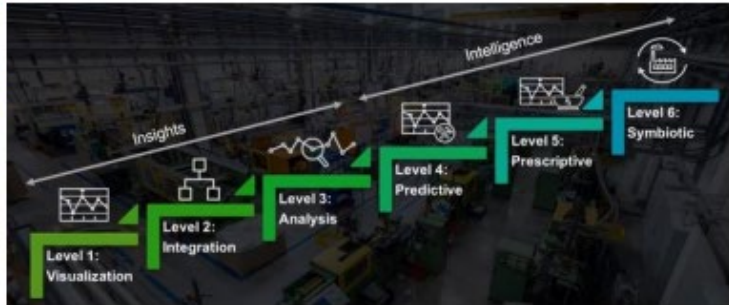 Intelligence
Insights
Level 6:
Symbiotic
Level 5:
Prescriptive
Level 4:
Predictive
Level 3:
Analysis
Level 2:
Integration
Level 1:
Visualization